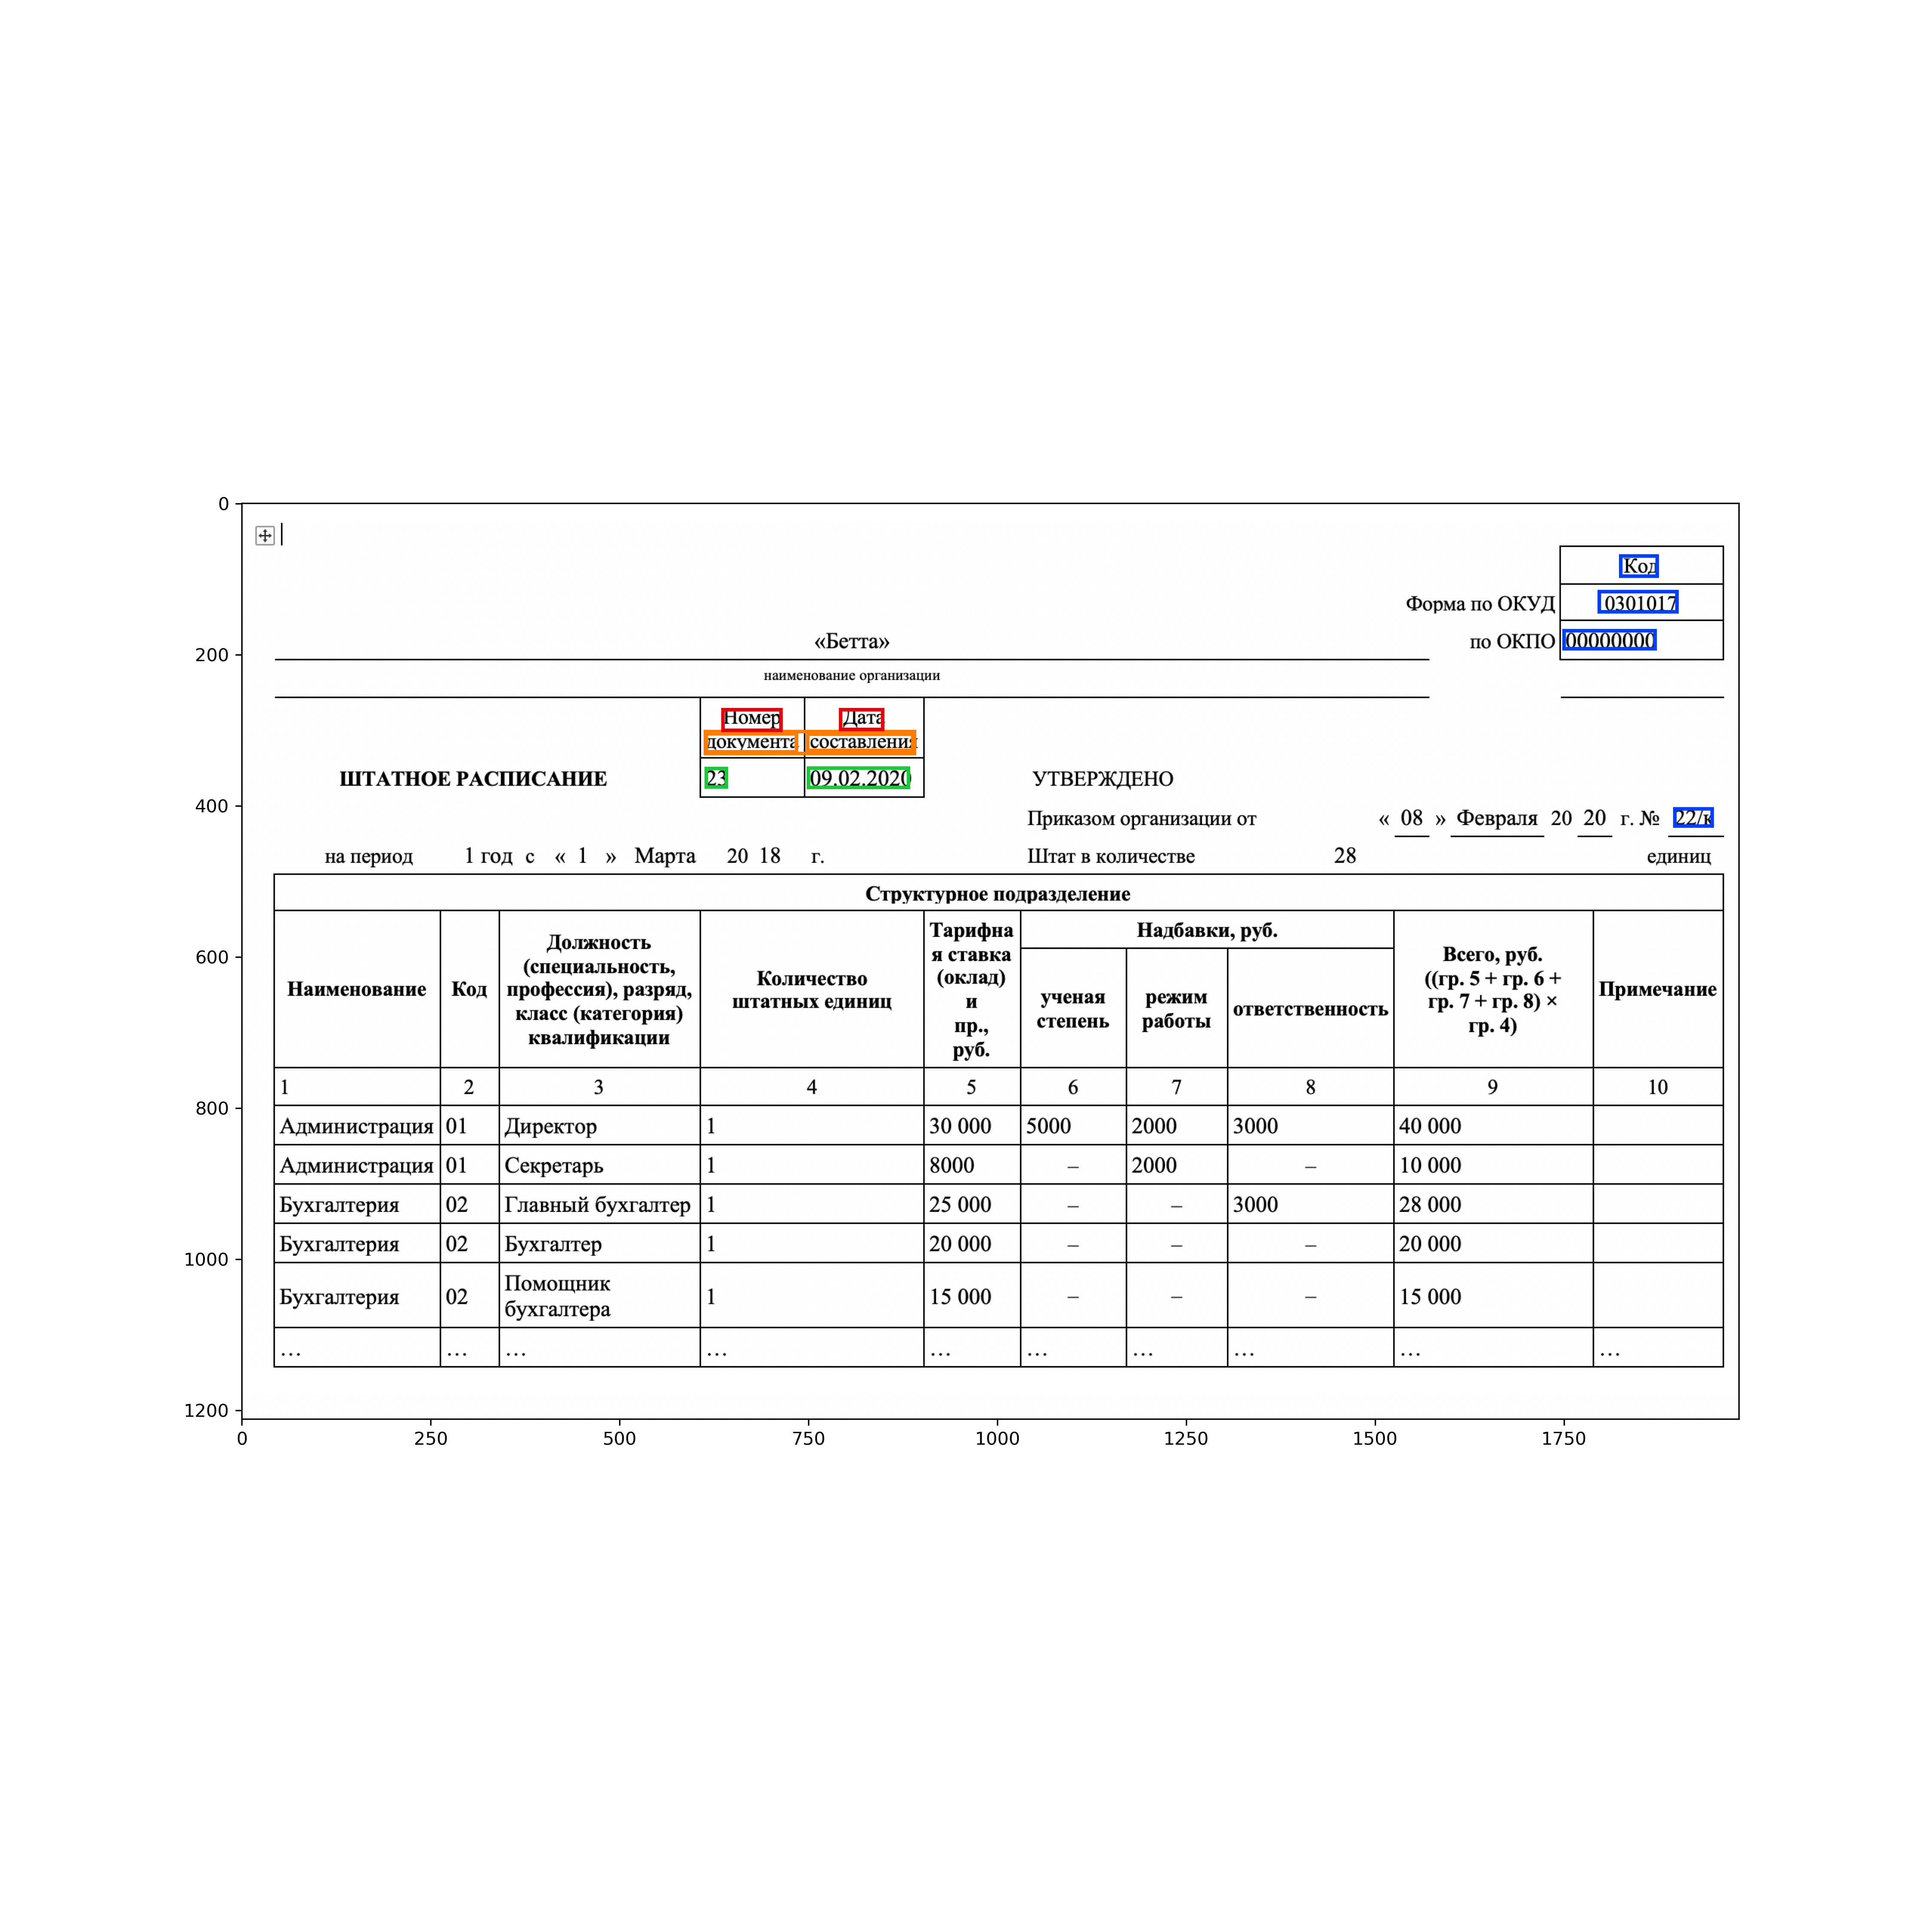 0
Код
Форма по ОКУД 0301017
«Бетта» по ОКПО 00000000
200
наименование организации
Номер Дата
документа составления
ШТАТНОЕ РАСПИСАНИЕ 23 09.02.2020 УТВЕРЖДЕНО
400
Приказом организации от « 08 » Февраля 20 20 г. № 22/к
на период 1 год с « 1 » Марта 20 18 г. Штат в количестве 28 единиц
Структурное подразделение
600
Наименование
Код
Должность
(специальность,
профессия), разряд,
класс (категория)
квалификации
Количество
штатных единиц
Тарифна
я ставка
(оклад)
и
пр.,
руб.
Надбавки, руб.
ученая
степень
режим
работы
ответственность
Всего, руб.
((гр. 5 + гр. 6 +
гр. 7 + гр. 8) ×
гр. 4)
Примечание
1 2 3 4 5 6 7 8 9 10
800
Администрация 01 Директор 1 30 000 5000 2000 3000 40 000
Администрация 01 Секретарь 1 8000 – 2000 – 10 000
Бухгалтерия 02 Главный бухгалтер 1 25 000 – – 3000 28 000
1000
Бухгалтерия 02 Бухгалтер 1 20 000 – – – 20 000
Бухгалтерия 02 Помощник
бухгалтера 1 15 000 – – – 15 000
… … … … … … … … … …
1200
0 250 500 750 1000 1250 1500 1750